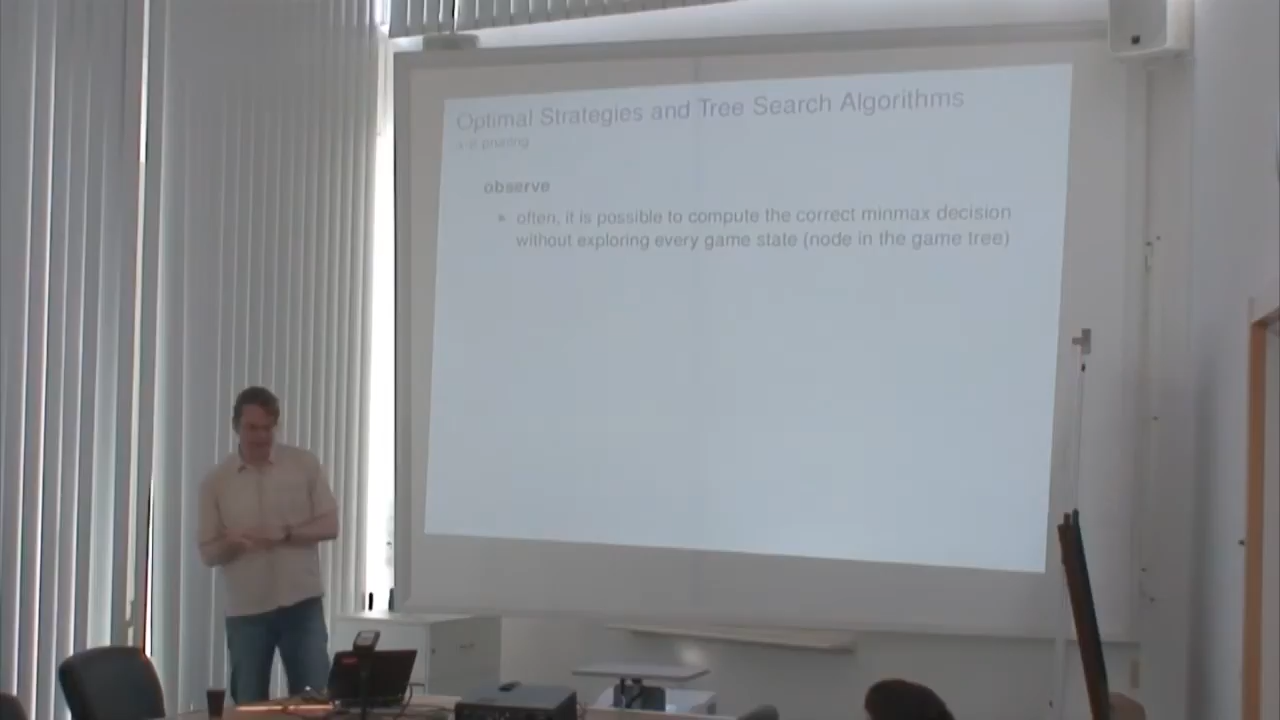 Optimal Strategies and Tree Search Algorithms
α-β pruning
observe
often, it is possible to compute the correct minmax decision
without exploring every game state (node in the game tree)